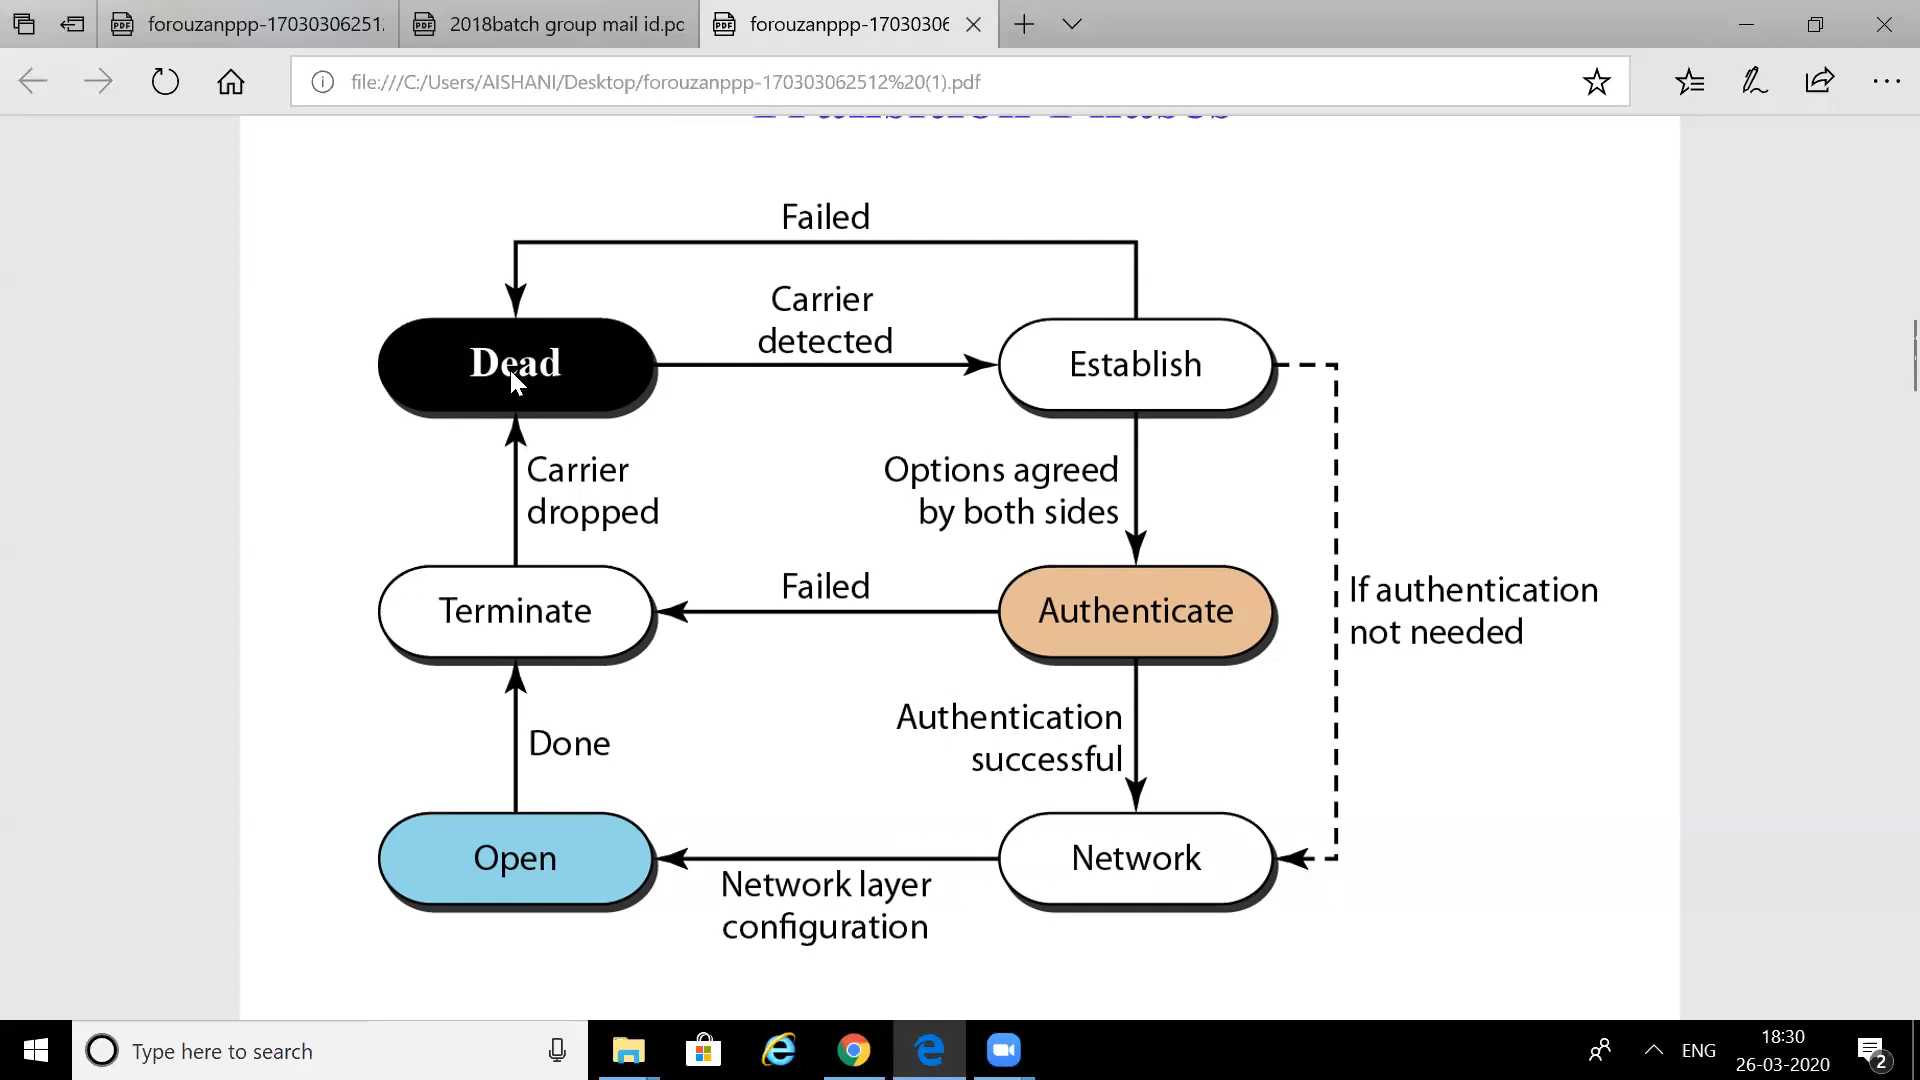 forouzanppp-17030306251
2018batch group mail id.pc
forouzanppp-1703030
file:///C:/Users/AISHANI/Desktop/forouzanppp-170303062512%20(1).pdf
Transition Phases
Failed
Carrier
detected
Dead
Establish
Carrier
dropped
Options agreed
by both sides
Failed
Terminate
Authenticate
If authentication
not needed
Authentication
successful
Done
Open
Network
Network layer
configuration
Type here to search
ENG
18:30
26-03-2020
2